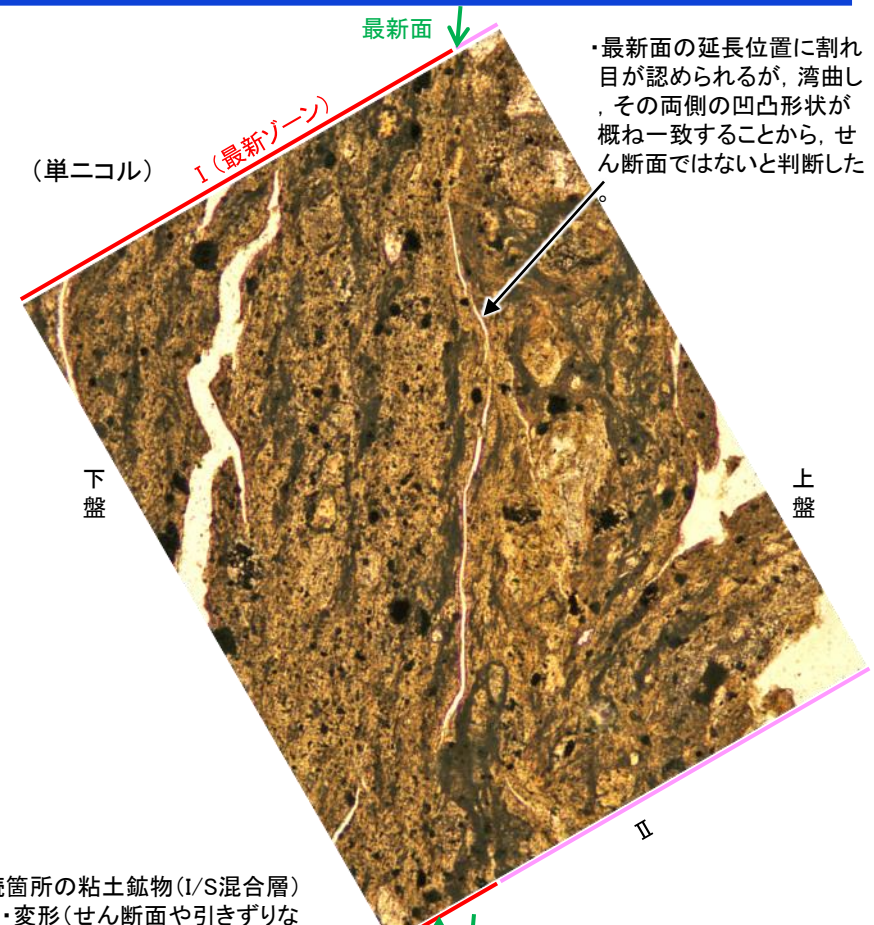 最新面
・最新面の延長位置に割れ
目が認められるが，湾曲し
，その両側の凹凸形状が
概ね一致することから，せ
ん断面ではないと判断した
。
（単ニコル）
Ⅰ（最新ゾーン）
下盤
上盤
Ⅱ
箇所の粘土鉱物(I/S混合層)
・変形（せん断面や引きずりな